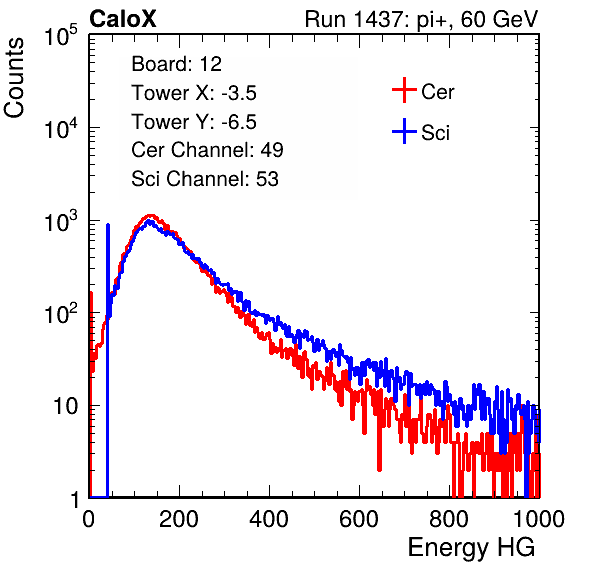 CaloX
Run 1437: pi+, 60 GeV
Counts
10^5
10^4
10^3
10^2
10
1
Board: 12
Tower X: -3.5
Tower Y: -6.5
Cer Channel: 49
Sci Channel: 53
Cer
Sci
0 200 400 600 800 1000
Energy HG